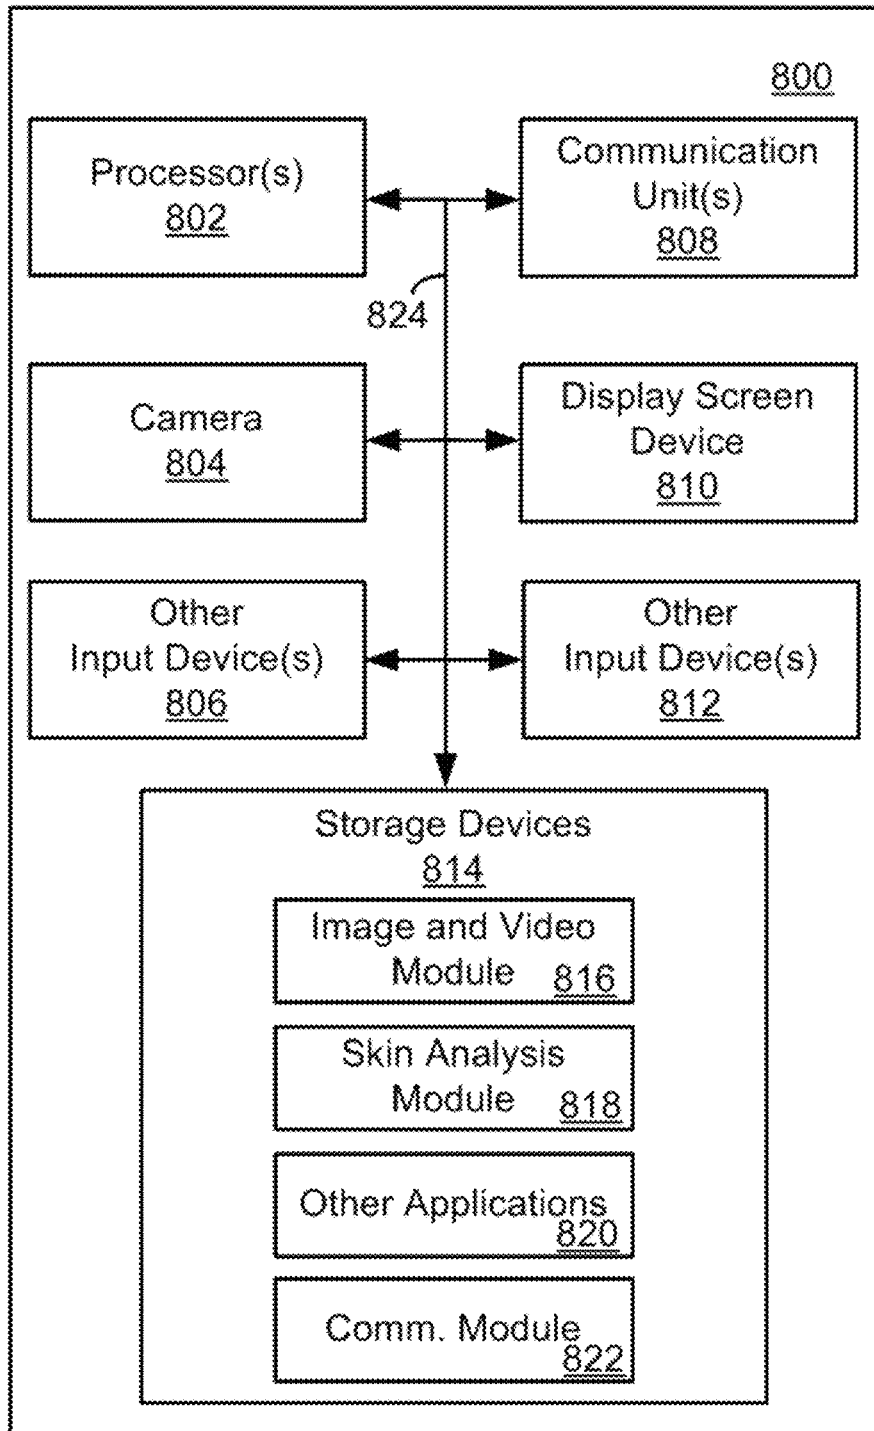 800
Processor(s)
802
Communication
Unit(s)
808
824
Camera
804
Display Screen
Device
810
Other
Input Device(s)
806
Other
Input Device(s)
812
Storage Devices
814
Image and Video
Module 816
Skin Analysis
Module 818
Other Applications
820
Comm. Module
822